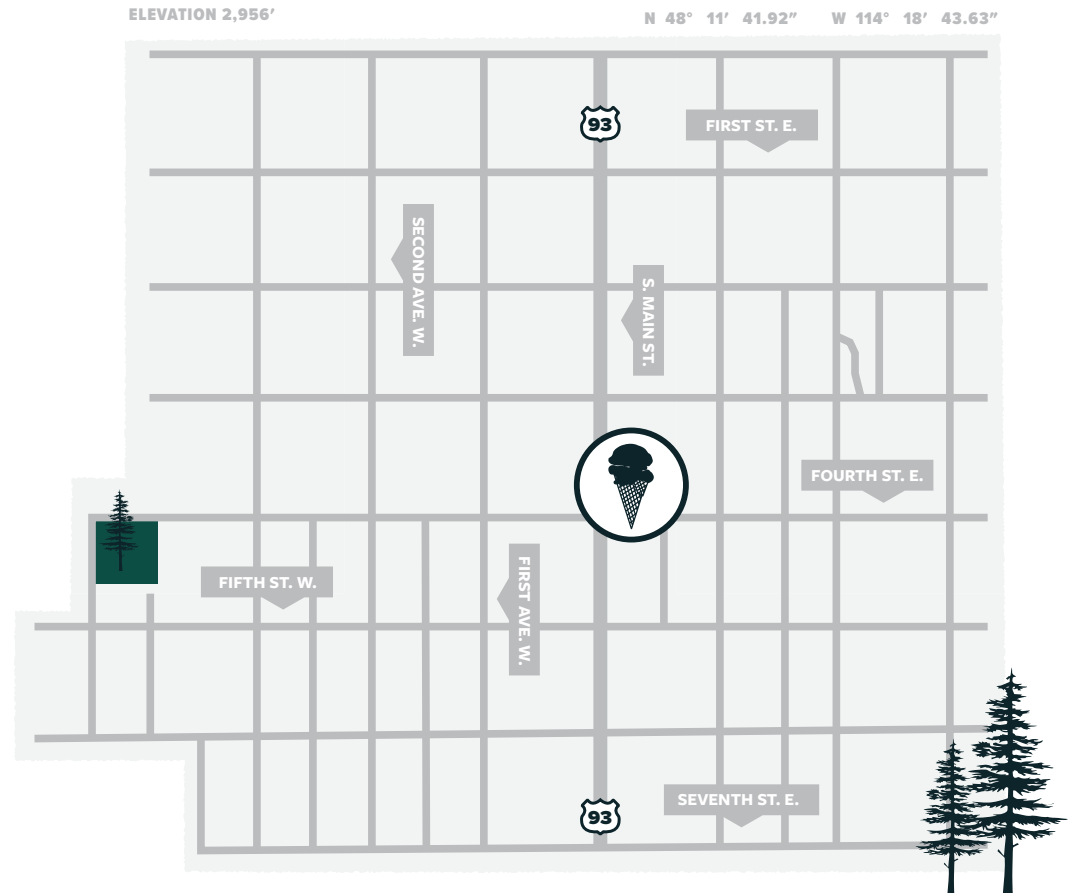 ELEVATION 2,956′
N 48° 11′ 41.92″ W 114° 18′ 43.63″
93
FIRST ST. E.
SECOND AVE. W.
S. MAIN ST.
FOURTH ST. E.
FIRST AVE. W.
FIFTH ST. W.
SEVENTH ST. E.
93